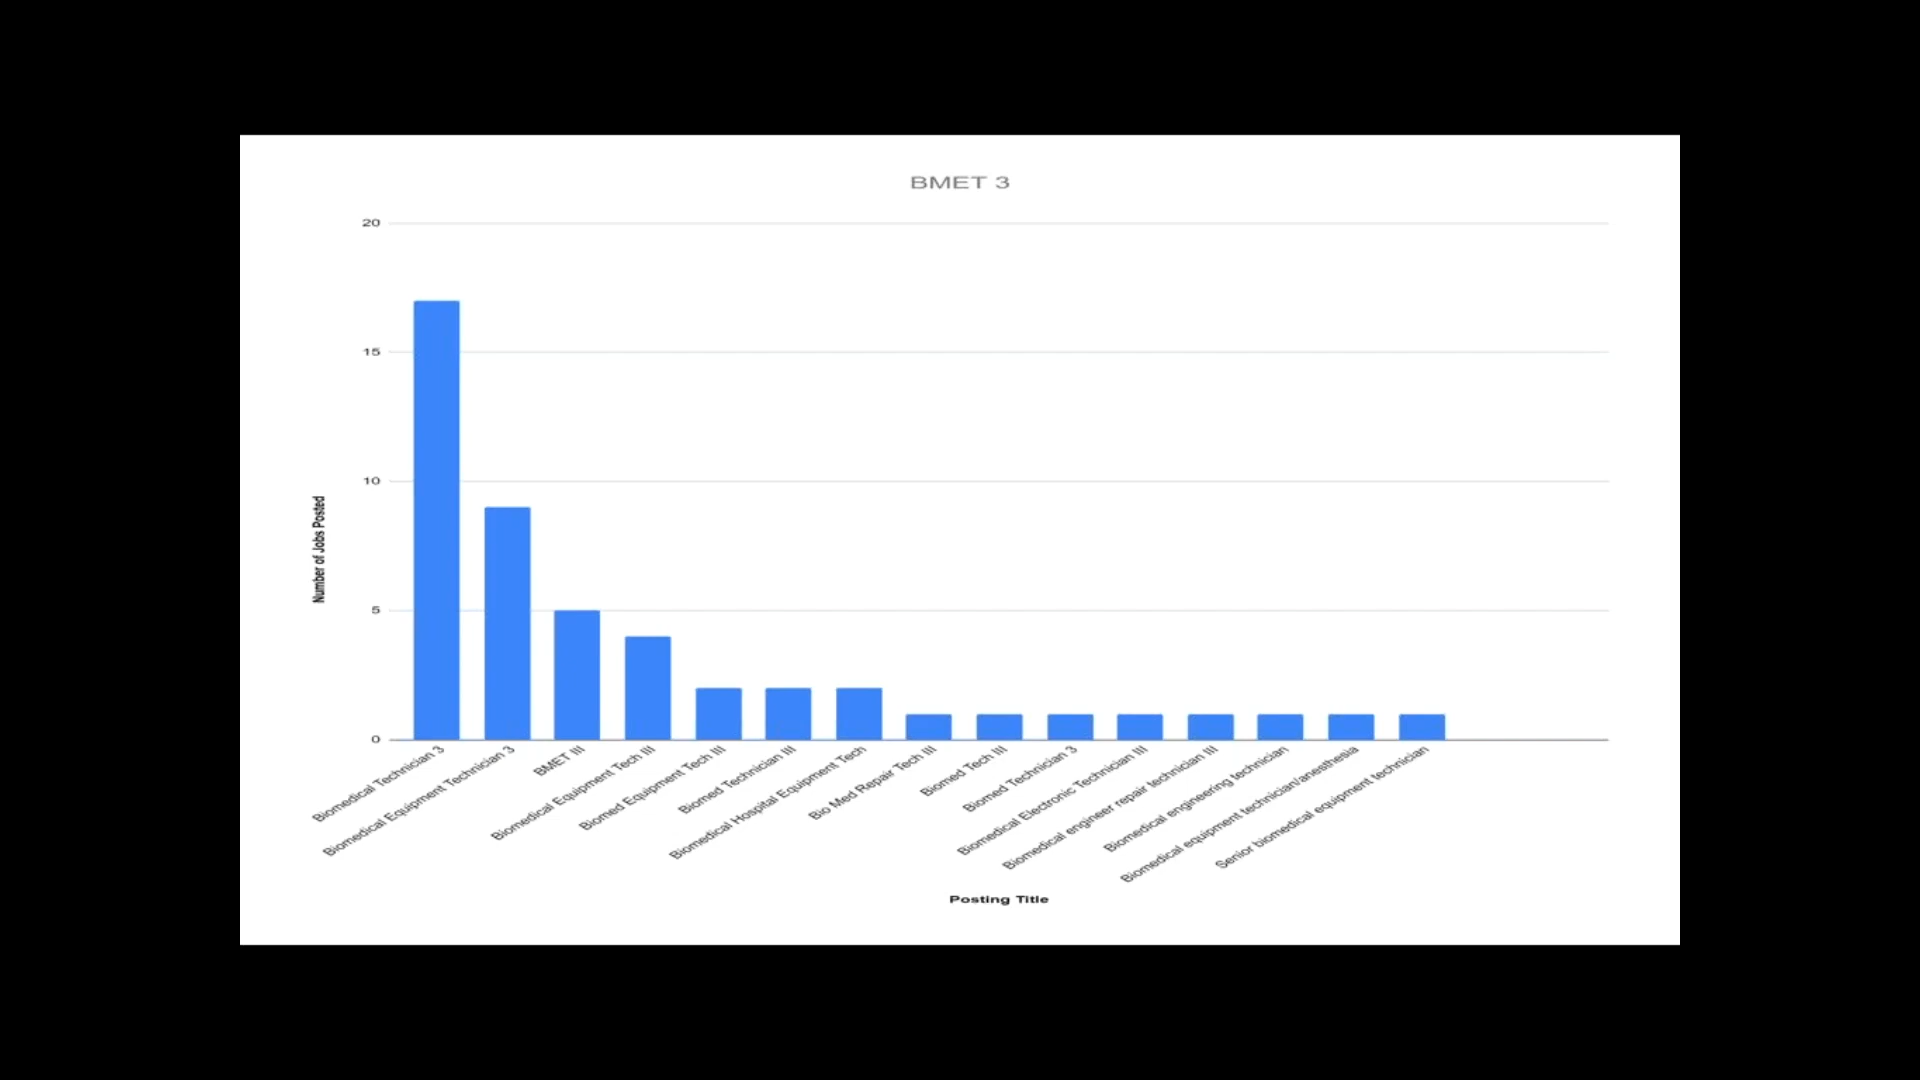 BMET 3
20
15
10
5
0
Number of Jobs Posted
Biomedical Technician 3
Biomedical Equipment Technician 3
BMET III
Biomedical Equipment Tech III
Biomed Equipment Tech III
Biomed Technician III
Biomedical Hospital Equipment Tech
Bio Med Repair Tech III
Biomed Tech III
Biomed Technician 3
Biomedical Electronic Technician III
Biomedical engineer repair technician III
Biomedical engineering technician
Biomedical equipment technician/anesthesia
Senior biomedical equipment technician
Posting Title